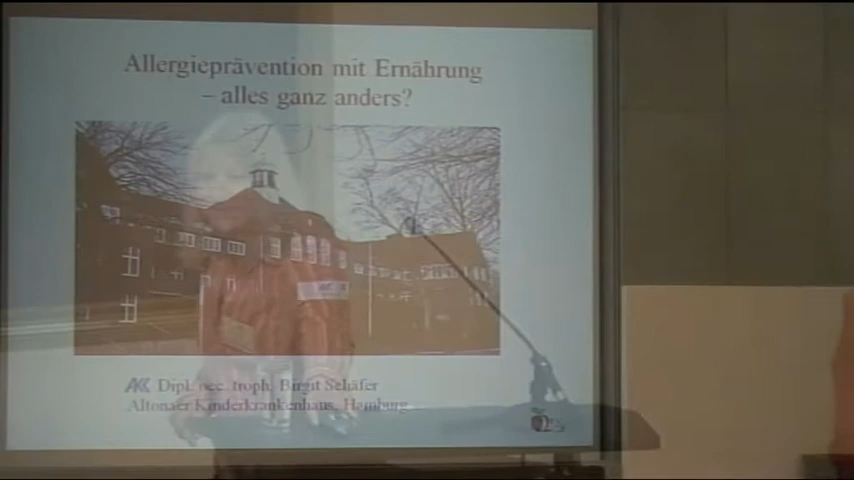 Allergieprävention mit Ernährung
– alles ganz anders?
AKK Dipl. oec. troph. Birgit Schäfer
Altonaer Kinderkrankenhaus, Hamburg